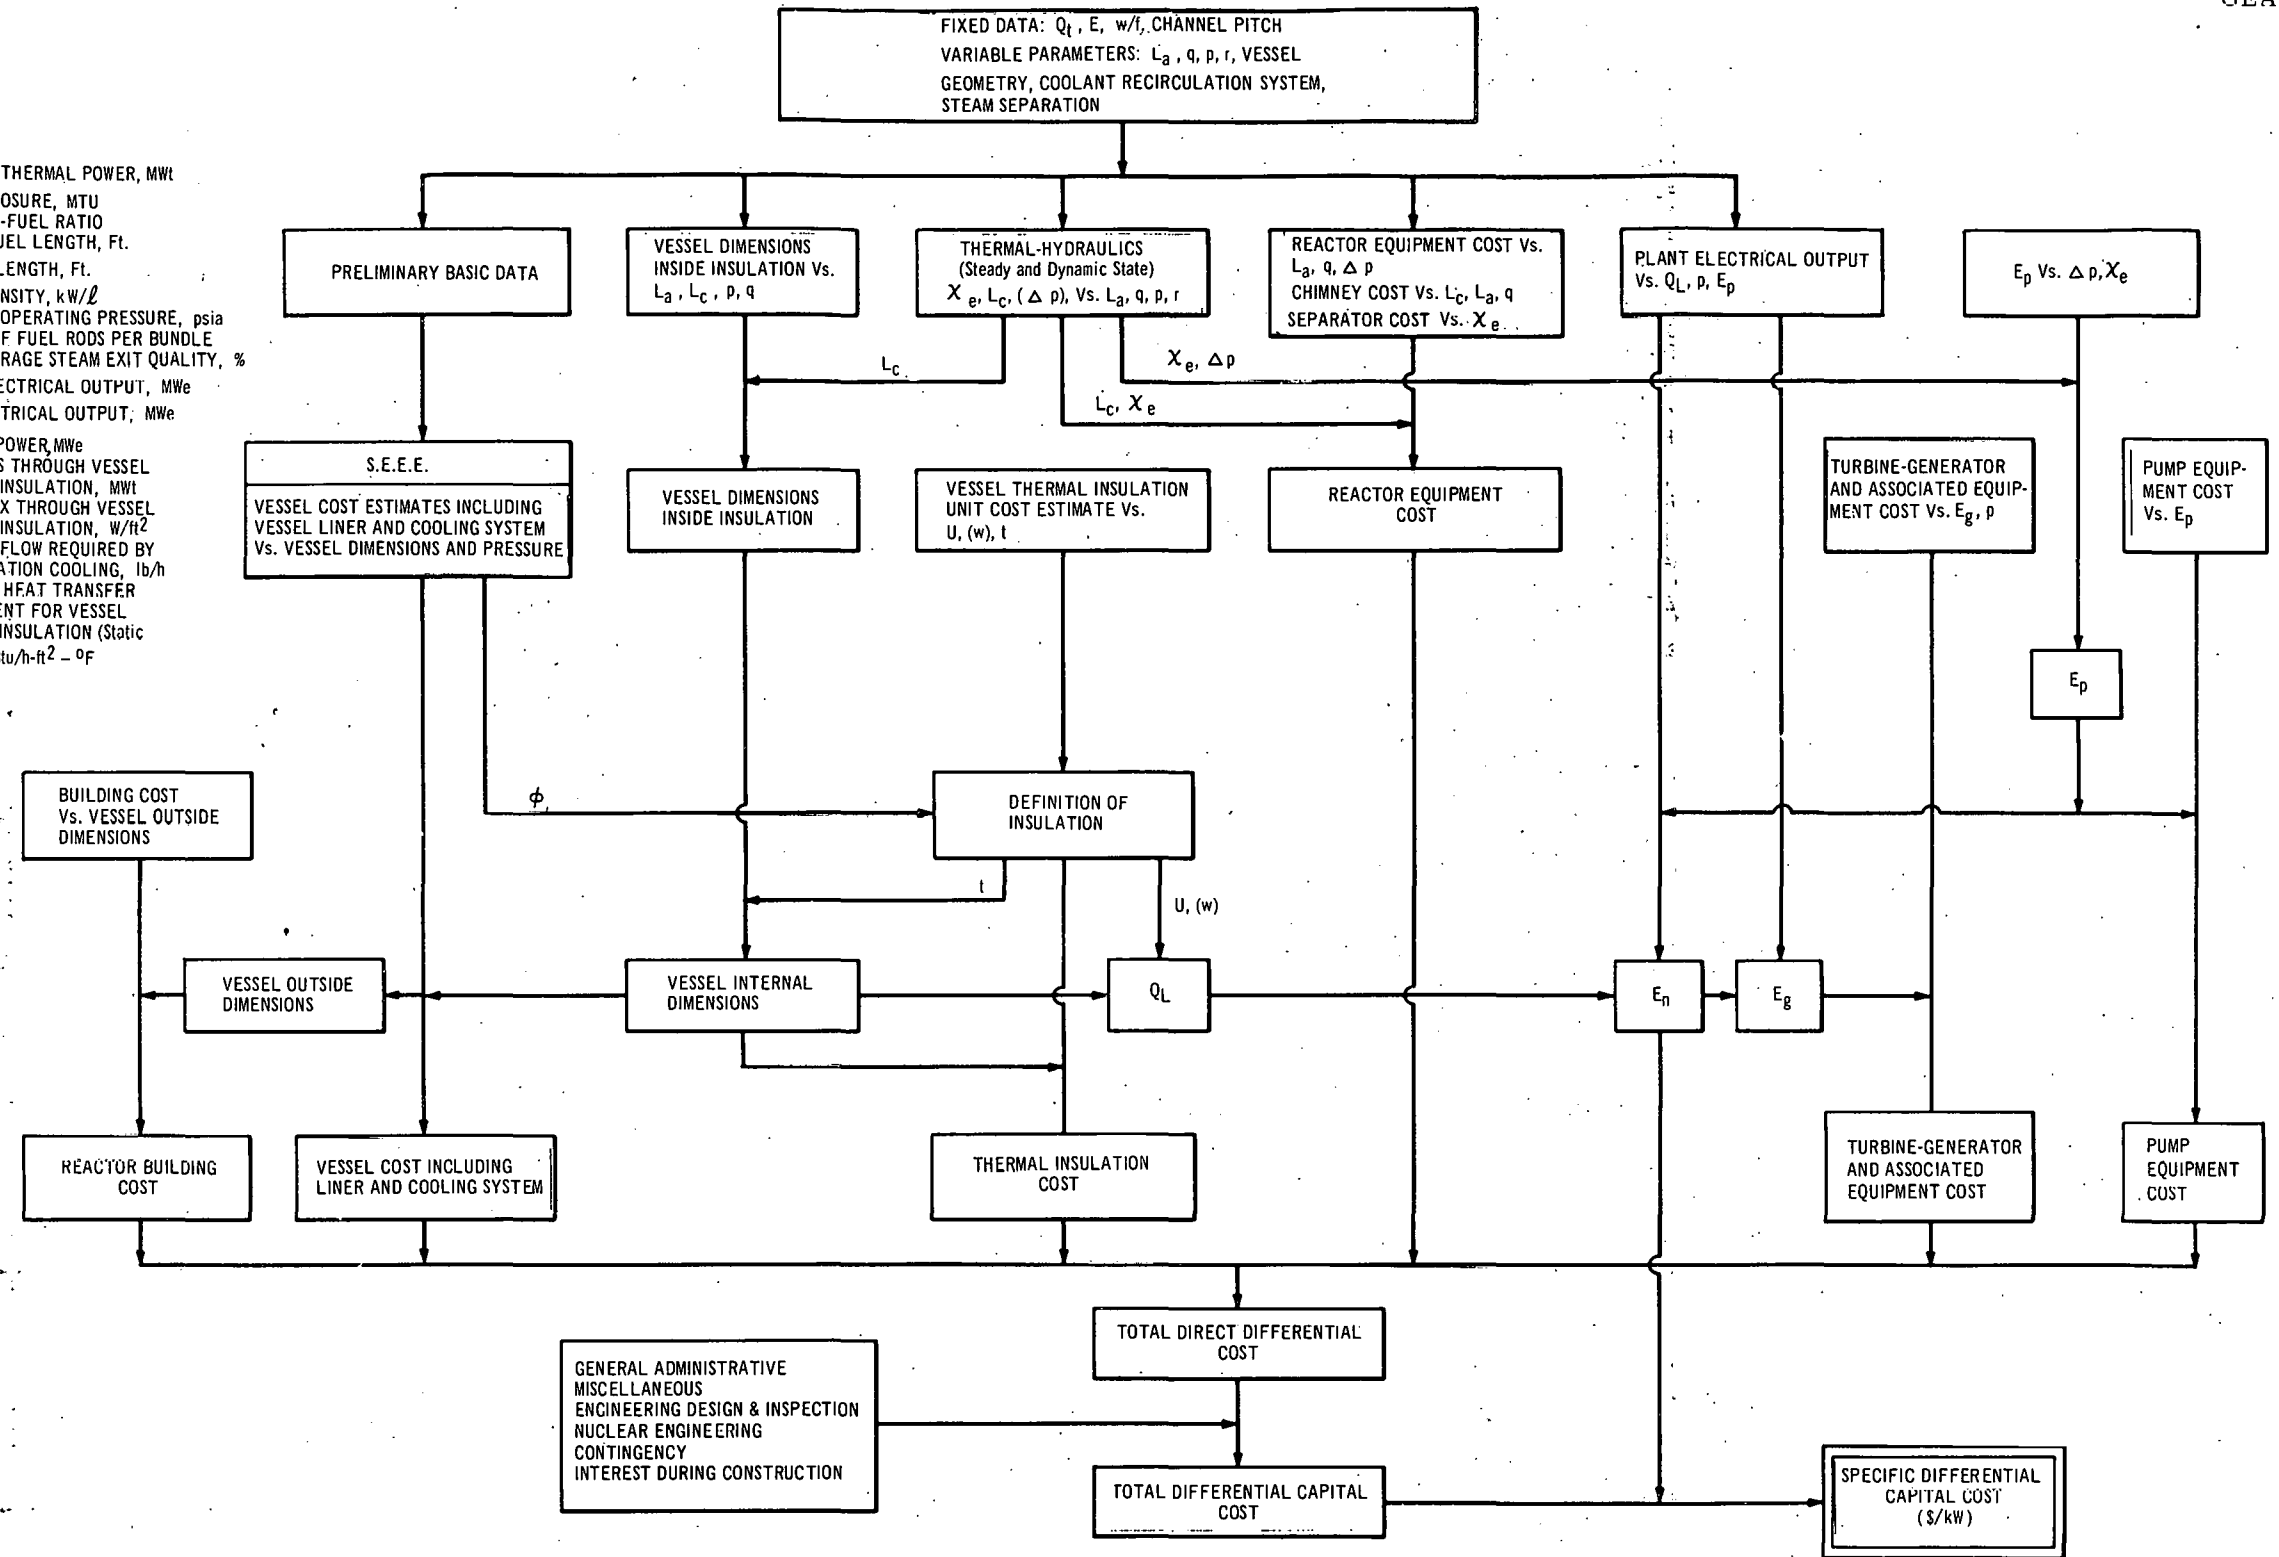 FIXED DATA: Qt, E, w/f, CHANNEL PITCH
VARIABLE PARAMETERS: La, q, p, r, VESSEL
GEOMETRY, COOLANT RECIRCULATION SYSTEM,
STEAM SEPARATION
THERMAL POWER, MWt
OSURE, MTU
-FUEL RATIO
UEL LENGTH, Ft.
LENGTH, Ft.
NSITY, kW/ℓ
OPERATING PRESSURE, psia
F FUEL RODS PER BUNDLE
RAGE STEAM EXIT QUALITY, %
ECTRICAL OUTPUT, MWe
TRICAL OUTPUT, MWe
POWER, MWe
S THROUGH VESSEL
INSULATION, MWt
X THROUGH VESSEL
INSULATION, W/ft2
FLOW REQUIRED BY
ATION COOLING, lb/h
HEAT TRANSFER
ENT FOR VESSEL
INSULATION (Static
tu/h-ft2 – °F
PRELIMINARY BASIC DATA
VESSEL DIMENSIONS
INSIDE INSULATION Vs.
La, Lc, p, q
THERMAL-HYDRAULICS
(Steady and Dynamic State)
χe, Lc, (Δp), Vs. La, q, p, r
REACTOR EQUIPMENT COST Vs.
La, q, Δp
CHIMNEY COST Vs. Lc, La, q
SEPARATOR COST Vs. χe
PLANT ELECTRICAL OUTPUT
Vs. QL, p, Ep
Ep Vs. Δp, χe
Lc
χe, Δp
Lc, χe
S.E.E.E.
VESSEL COST ESTIMATES INCLUDING
VESSEL LINER AND COOLING SYSTEM
Vs. VESSEL DIMENSIONS AND PRESSURE
VESSEL DIMENSIONS
INSIDE INSULATION
VESSEL THERMAL INSULATION
UNIT COST ESTIMATE Vs.
U, (w), t
REACTOR EQUIPMENT
COST
TURBINE-GENERATOR
AND ASSOCIATED EQUIP-
MENT COST Vs. Eg, p
PUMP EQUIP-
MENT COST
Vs. Ep
Ep
BUILDING COST
Vs. VESSEL OUTSIDE
DIMENSIONS
ϕ
DEFINITION OF
INSULATION
t
U, (w)
VESSEL OUTSIDE
DIMENSIONS
VESSEL INTERNAL
DIMENSIONS
QL
En
Eg
REACTOR BUILDING
COST
VESSEL COST INCLUDING
LINER AND COOLING SYSTEM
THERMAL INSULATION
COST
TURBINE-GENERATOR
AND ASSOCIATED
EQUIPMENT COST
PUMP
EQUIPMENT
COST
TOTAL DIRECT DIFFERENTIAL
COST
GENERAL ADMINISTRATIVE
MISCELLANEOUS
ENGINEERING DESIGN & INSPECTION
NUCLEAR ENGINEERING
CONTINGENCY
INTEREST DURING CONSTRUCTION
TOTAL DIFFERENTIAL CAPITAL
COST
SPECIFIC DIFFERENTIAL
CAPITAL COST
($/kW)